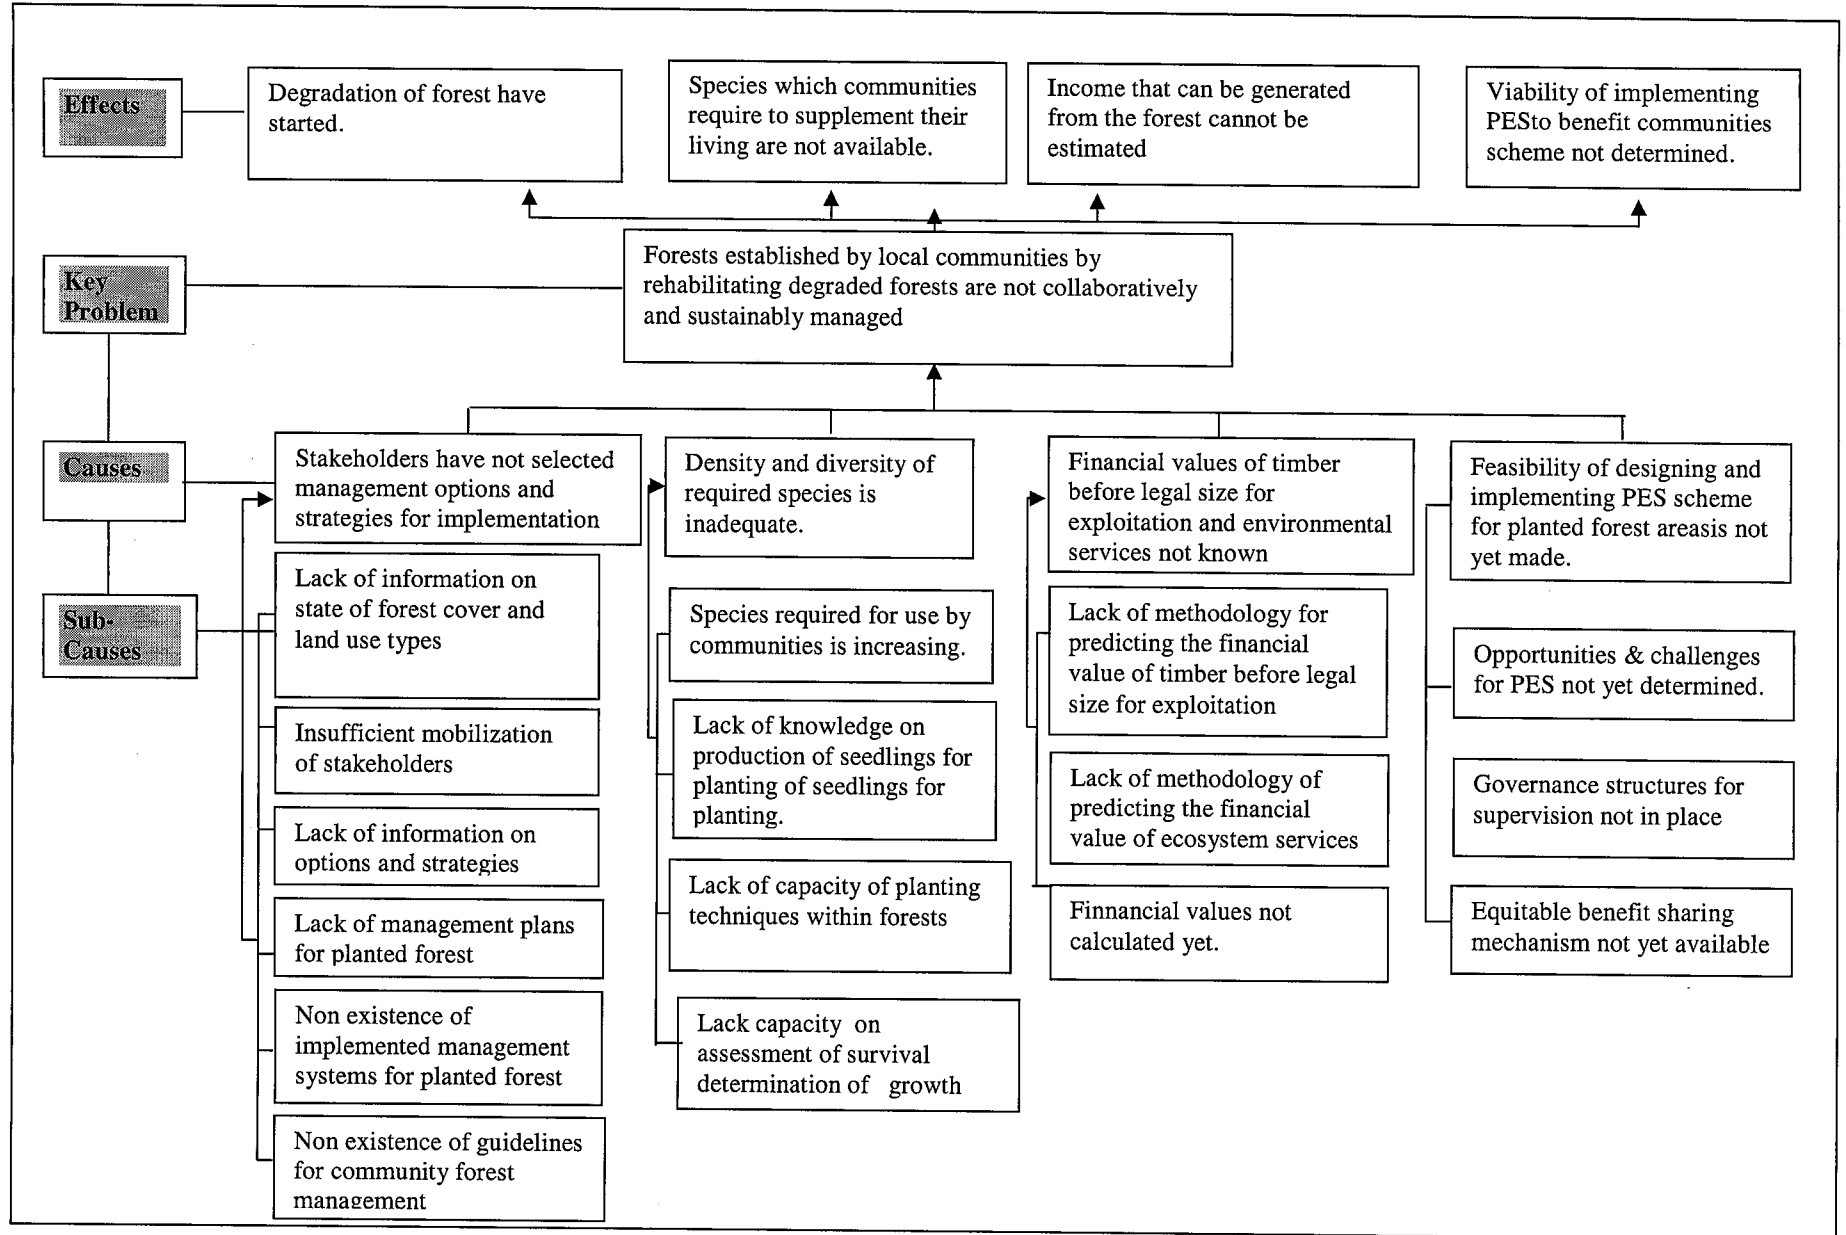 Effects
Degradation of forest have
started.
Species which communities
require to supplement their
living are not available.
Income that can be generated
from the forest cannot be
estimated
Viability of implementing
PESto benefit communities
scheme not determined.
Key
Problem
Forests established by local communities by
rehabilitating degraded forests are not collaboratively
and sustainably managed
Causes
Stakeholders have not selected
management options and
strategies for implementation
Density and diversity of
required species is
inadequate.
Financial values of timber
before legal size for
exploitation and environmental
services not known
Feasibility of designing and
implementing PES scheme
for planted forest areasis not
yet made.
Sub-
Causes
Lack of information on
state of forest cover and
land use types
Insufficient mobilization
of stakeholders
Lack of information on
options and strategies
Lack of management plans
for planted forest
Non existence of
implemented management
systems for planted forest
Non existence of guidelines
for community forest
management
Species required for use by
communities is increasing.
Lack of knowledge on
production of seedlings for
planting of seedlings for
planting.
Lack of capacity of planting
techniques within forests
Lack capacity on
assessment of survival
determination of growth
Lack of methodology for
predicting the financial
value of timber before legal
size for exploitation
Lack of methodology of
predicting the financial
value of ecosystem services
Finnancial values not
calculated yet.
Opportunities & challenges
for PES not yet determined.
Governance structures for
supervision not in place
Equitable benefit sharing
mechanism not yet available